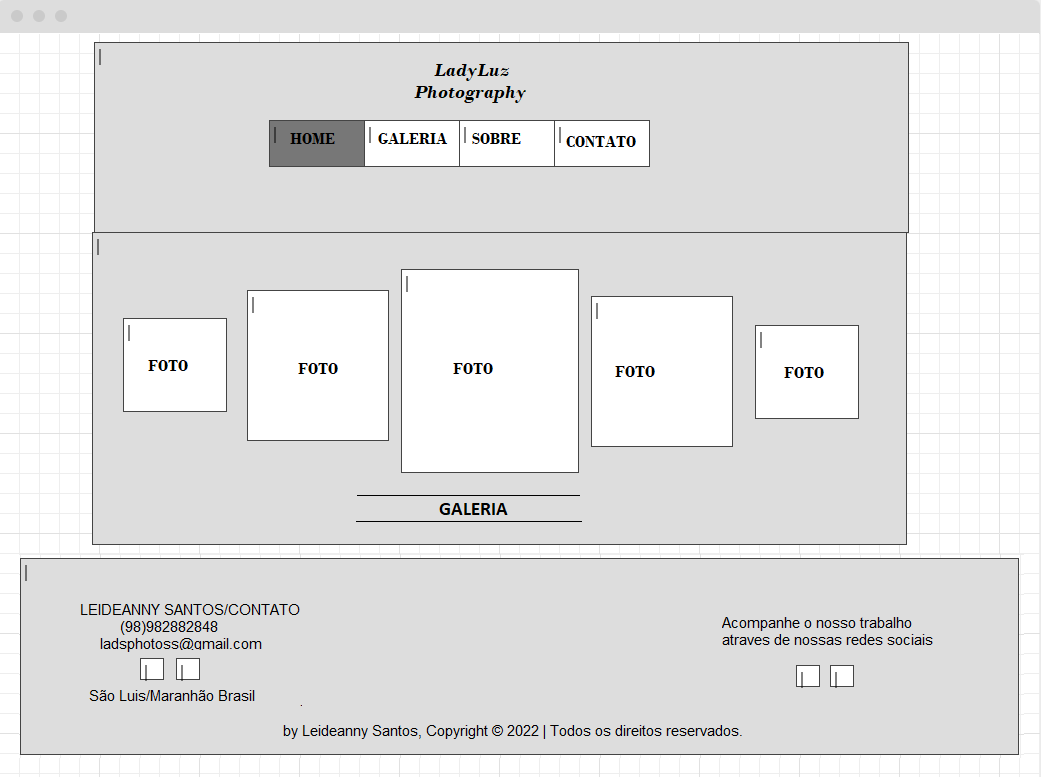 LadyLuz
Photography
HOME GALERIA SOBRE CONTATO
FOTO FOTO FOTO FOTO FOTO
GALERIA
LEIDEANNY SANTOS/CONTATO
(98)982882848
ladsphotoss@gmail.com
São Luis/Maranhão Brasil
Acompanhe o nosso trabalho
atraves de nossas redes sociais
by Leideanny Santos, Copyright © 2022 | Todos os direitos reservados.